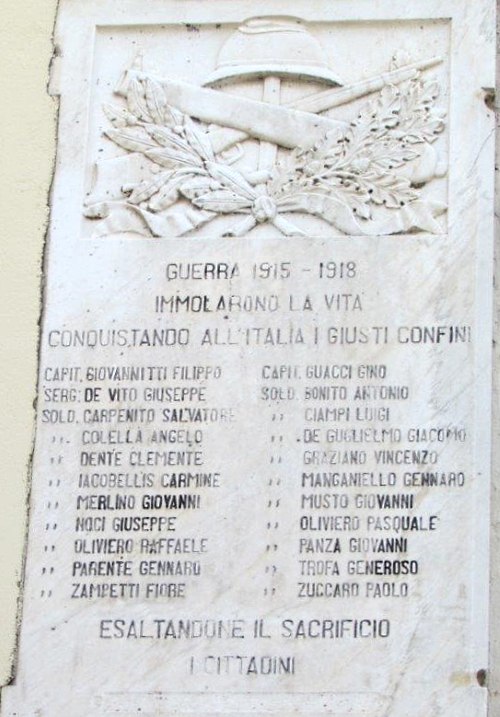 GUERRA 1915 - 1918
IMMOLARONO LA VITA
CONQUISTANDO ALL'ITALIA I GIUSTI CONFINI
CAPIT. GIOVANNITTI FILIPPO
SERG. DE VITO GIUSEPPE
SOLD. CARPENITO SALVATORE
,, COLELLA ANGELO
,, DENTE CLEMENTE
,, IACOBELLIS CARMINE
,, MERLINO GIOVANNI
,, NOCI GIUSEPPE
,, OLIVIERO RAFFAELE
,, PARENTE GENNARO
,, ZAMPETTI FIORE
CAPIT. GUACCI GINO
SOLD. BONITO ANTONIO
,, CIAMPI LUIGI
,, DE GUGLIELMO GIACOMO
,, GRAZIANO VINCENZO
,, MANGANIELLO GENNARO
,, MUSTO GIOVANNI
,, OLIVIERO PASQUALE
,, PANZA GIOVANNI
,, TROFA GENEROSO
,, ZUCCARO PAOLO
ESALTANDONE IL SACRIFICIO
I CITTADINI